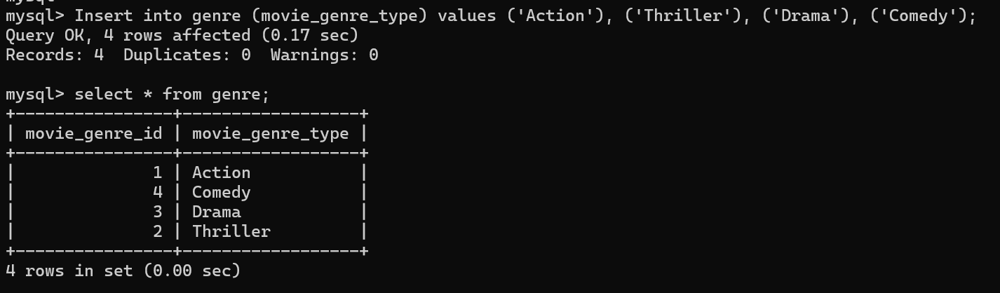 mysql>
mysql> Insert into genre (movie_genre_type) values ('Action'), ('Thriller'), ('Drama'), ('Comedy');
Query OK, 4 rows affected (0.17 sec)
Records: 4  Duplicates: 0  Warnings: 0
mysql> select * from genre;
+----------------+------------------+
| movie_genre_id | movie_genre_type |
+----------------+------------------+
|              1 | Action           |
|              4 | Comedy           |
|              3 | Drama            |
|              2 | Thriller         |
+----------------+------------------+
4 rows in set (0.00 sec)